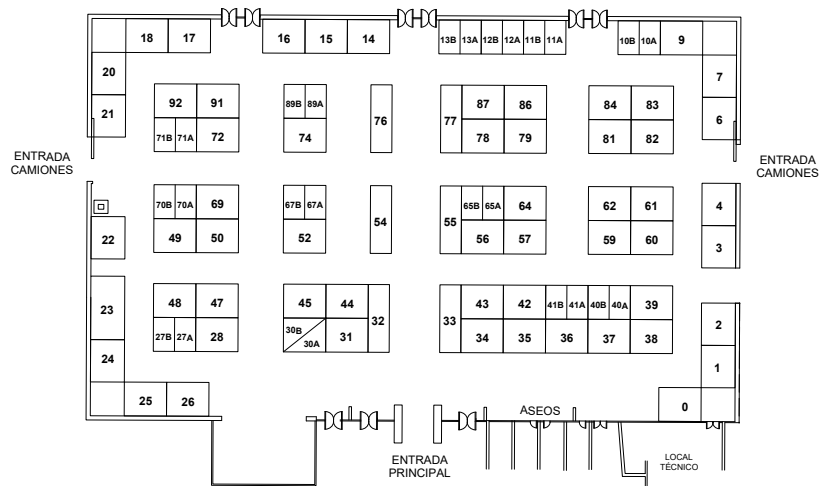 18 17 16 15 14 13B 13A 12B 12A 11B 11A 10B 10A 9
20 7
21 92 91 89B 89A 76 77 87 86 84 83 6
71B 71A 72 74 78 79 81 82
ENTRADA
CAMIONES
ENTRADA
CAMIONES
70B 70A 69 67B 67A 54 55 65B 65A 64 62 61 4
22 49 50 52 56 57 59 60 3
23 48 47 45 44 32 33 43 42 41B 41A 40B 40A 39 2
27B 27A 28 30B 30A 31 34 35 36 37 38
24 1
25 26 0
ASEOS
ENTRADA
PRINCIPAL
LOCAL
TÉCNICO